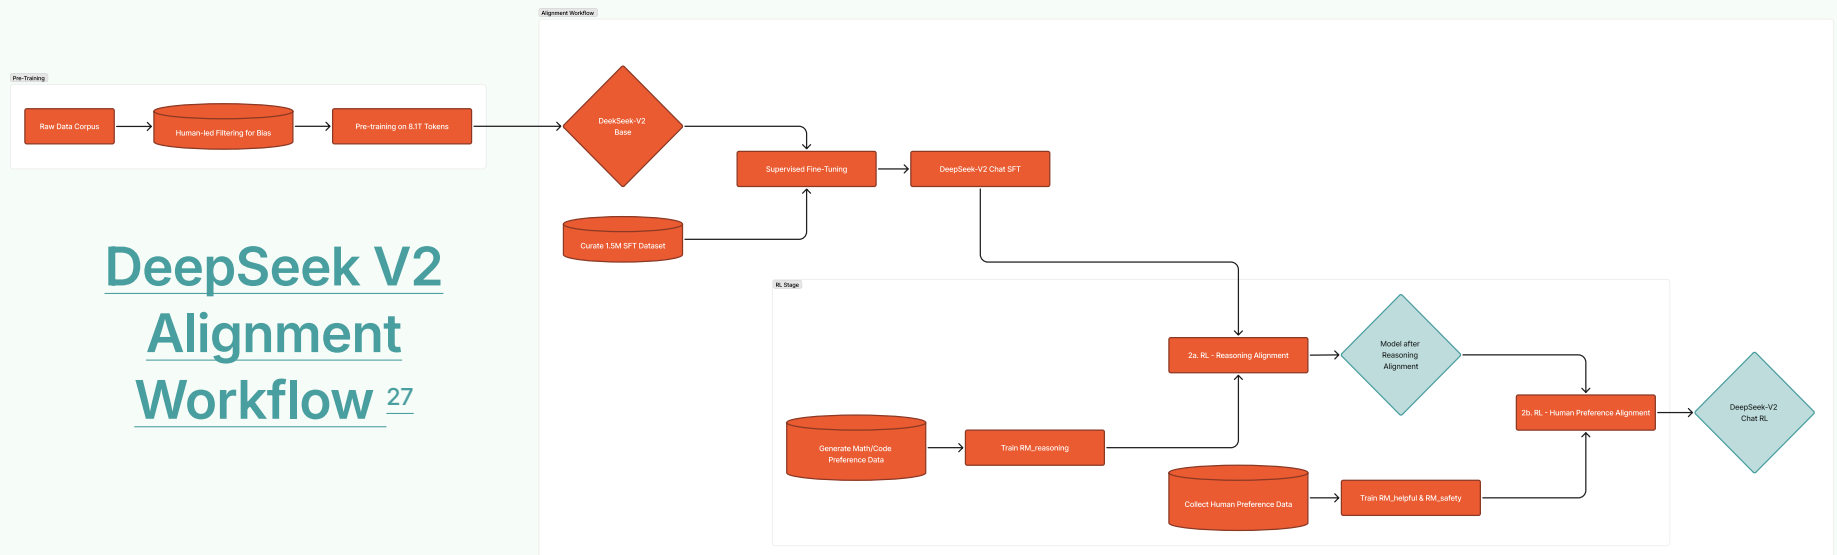 Alignment Workflow
Pre-Training
Raw Data Corpus
Human-led Filtering for Bias
Pre-training on 8.1T Tokens
DeekSeek-V2
Base
Supervised Fine-Tuning
DeepSeek-V2 Chat SFT
Curate 1.5M SFT Dataset
DeepSeek V2
Alignment
Workflow 27
RL Stage
2a. RL - Reasoning Alignment
Model after
Reasoning
Alignment
Generate Math/Code
Preference Data
Train RM_reasoning
2b. RL - Human Preference Alignment
DeepSeek-V2
Chat RL
Collect Human Preference Data
Train RM_helpful & RM_safety